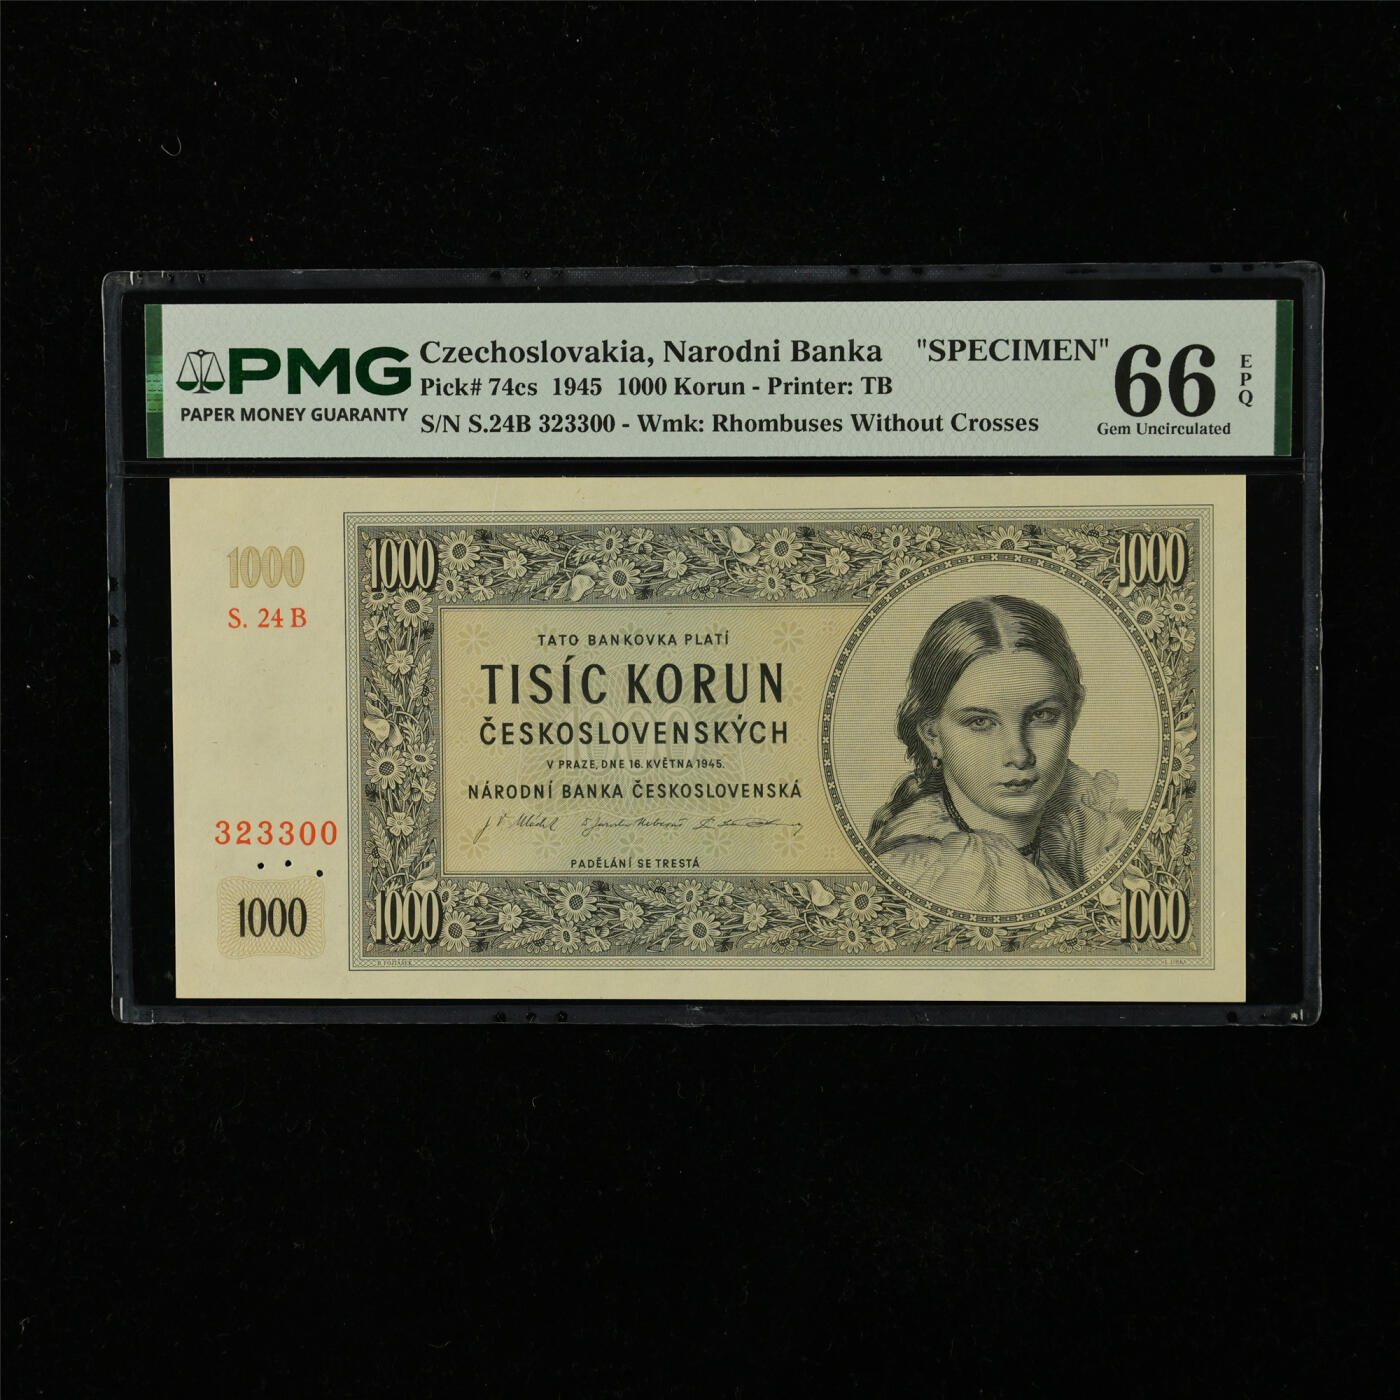 PMG
PAPER MONEY GUARANTY
Czechoslovakia, Narodni Banka "SPECIMEN"
Pick# 74cs 1945 1000 Korun - Printer: TB
S/N S.24B 323300 - Wmk: Rhombuses Without Crosses
66
EPQ
Gem Uncirculated
1000
S. 24 B
1000
1000
TATO BANKOVKA PLATÍ
TISÍC KORUN
ČESKOSLOVENSKÝCH
V PRAZE, DNE 16. KVĚTNA 1945.
NÁRODNÍ BANKA ČESKOSLOVENSKÁ
323300
PADĚLÁNÍ SE TRESTÁ
1000
1000
1000